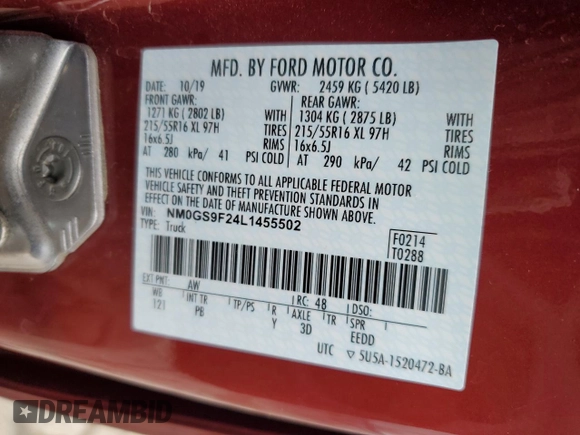 MFD. BY FORD MOTOR CO.
DATE: 10/19 GVWR: 2459 KG ( 5420 LB)
FRONT GAWR: REAR GAWR:
1271 KG ( 2802 LB) WITH 1304 KG ( 2875 LB) WITH
215/55R16 XL 97H TIRES 215/55R16 XL 97H TIRES
16x6.5J RIMS 16x6.5J RIMS
AT 280 kPa/ 41 PSI COLD AT 290 kPa/ 42 PSI COLD
THIS VEHICLE CONFORMS TO ALL APPLICABLE FEDERAL MOTOR
VEHICLE SAFETY AND THEFT PREVENTION STANDARDS IN
EFFECT ON THE DATE OF MANUFACTURE SHOWN ABOVE.
VIN: NM0GS9F24L1455502
TYPE: Truck
F0214
T0288
EXT PNT: AW RC: 48 DSO:
WB INT TR TP/PS R AXLE TR SPR
121 PB Y 3D EEDD
UTC ▽ 5U5A-1520472-BA
DREAMBID